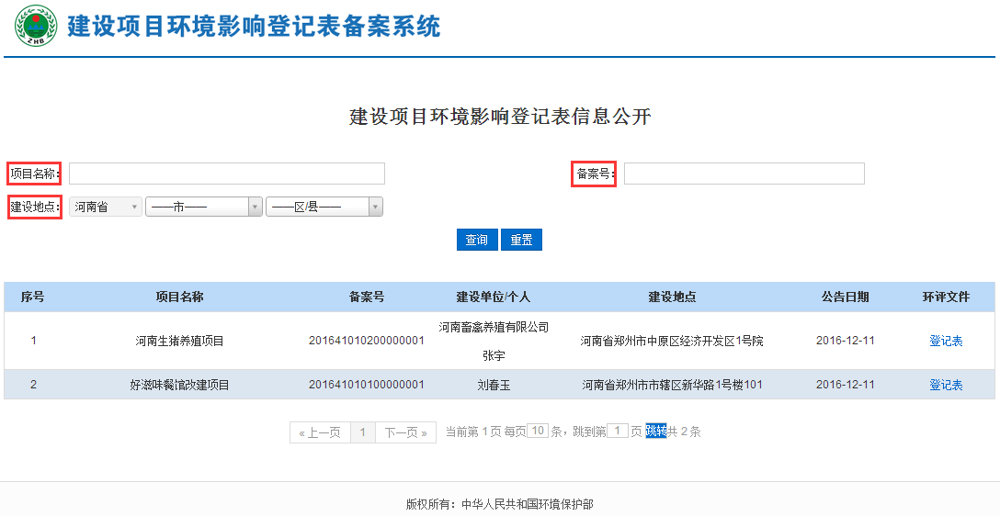 ZHB
建设项目环境影响登记表备案系统
建设项目环境影响登记表信息公开
项目名称： 备案号：
建设地点： 河南省 ——市—— ——区/县——
查询 重置
序号 项目名称 备案号 建设单位/个人 建设地点 公告日期 环评文件
1 河南生猪养殖项目 201641010200000001 河南畜禽养殖有限公司 张宇 河南省郑州市中原区经济开发区1号院 2016-12-11 登记表
2 好滋味餐馆改建项目 201641010100000001 刘春玉 河南省郑州市市辖区新华路1号楼101 2016-12-11 登记表
« 上一页 1 下一页 » 当前第 1 页 每页 10 条，跳到第 1 页 跳转 共 2 条
版权所有：中华人民共和国环境保护部